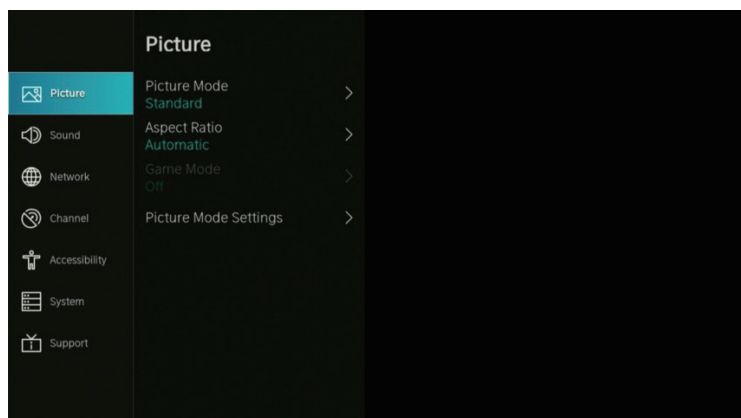 Picture
Picture
Sound
Network
Channel
Accessibility
System
Support
Picture Mode
Standard
Aspect Ratio
Automatic
Game Mode
Off
Picture Mode Settings